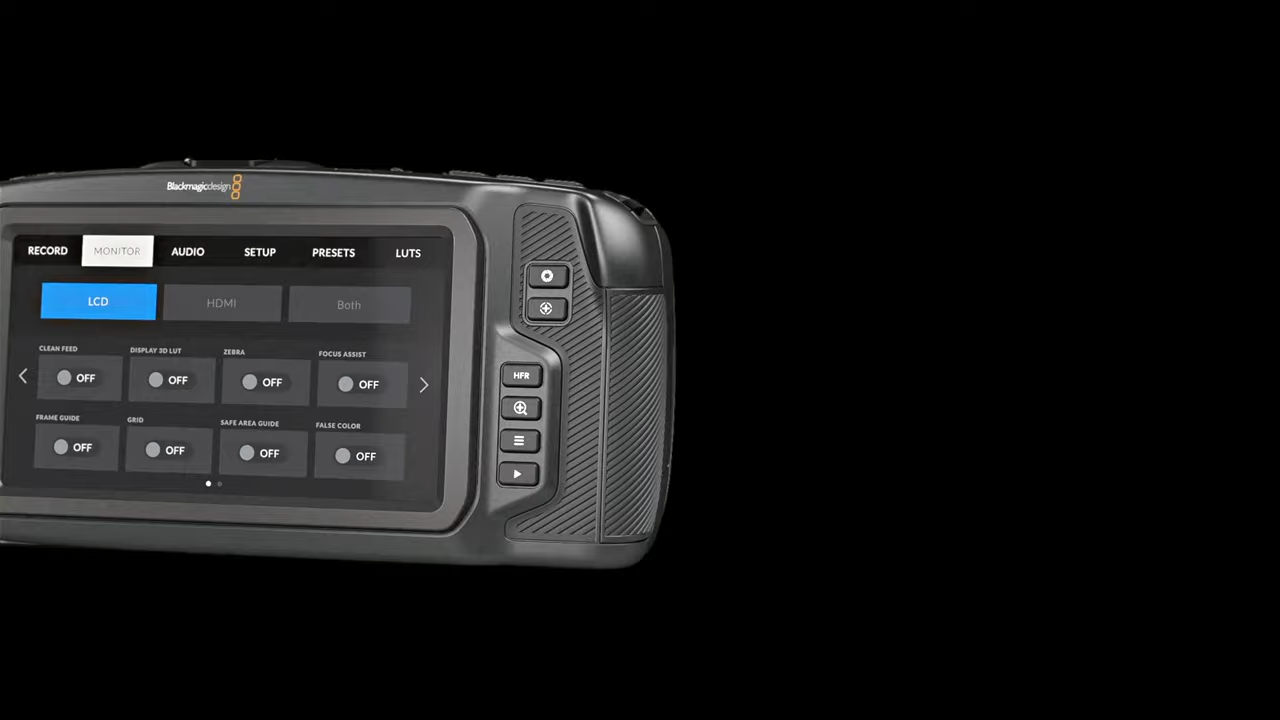 Blackmagicdesign
RECORD MONITOR AUDIO SETUP PRESETS LUTS
LCD HDMI Both
CLEAN FEED DISPLAY 3D LUT ZEBRA FOCUS ASSIST
OFF OFF OFF OFF
FRAME GUIDE GRID SAFE AREA GUIDE FALSE COLOR
OFF OFF OFF OFF
HFR